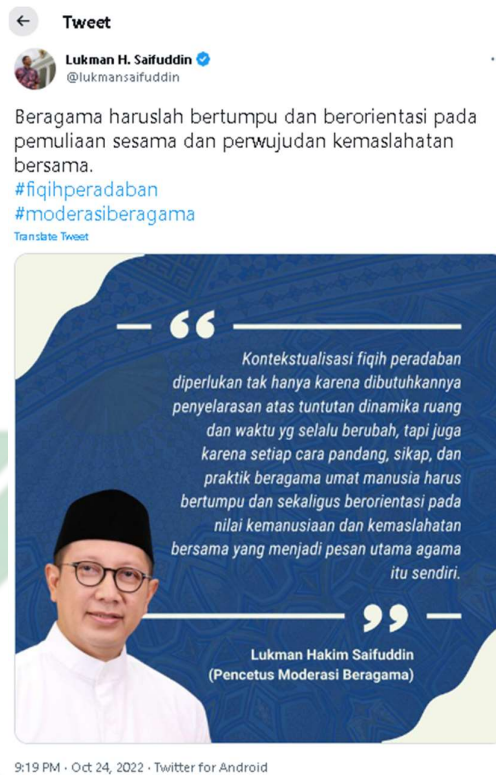 Tweet
Lukman H. Saifuddin
@lukmansaifuddin
Beragama haruslah bertumpu dan berorientasi pada
pemuliaan sesama dan perwujudan kemaslahatan
bersama.
#fiqihperadaban
#moderasiberagama
Translate Tweet
“
Kontekstualisasi fiqih peradaban
diperlukan tak hanya karena dibutuhkannya
penyelarasan atas tuntutan dinamika ruang
dan waktu yg selalu berubah, tapi juga
karena setiap cara pandang, sikap, dan
praktik beragama umat manusia harus
bertumpu dan sekaligus berorientasi pada
nilai kemanusiaan dan kemaslahatan
bersama yang menjadi pesan utama agama
itu sendiri.
”
Lukman Hakim Saifuddin
(Pencetus Moderasi Beragama)
9:19 PM · Oct 24, 2022 · Twitter for Android